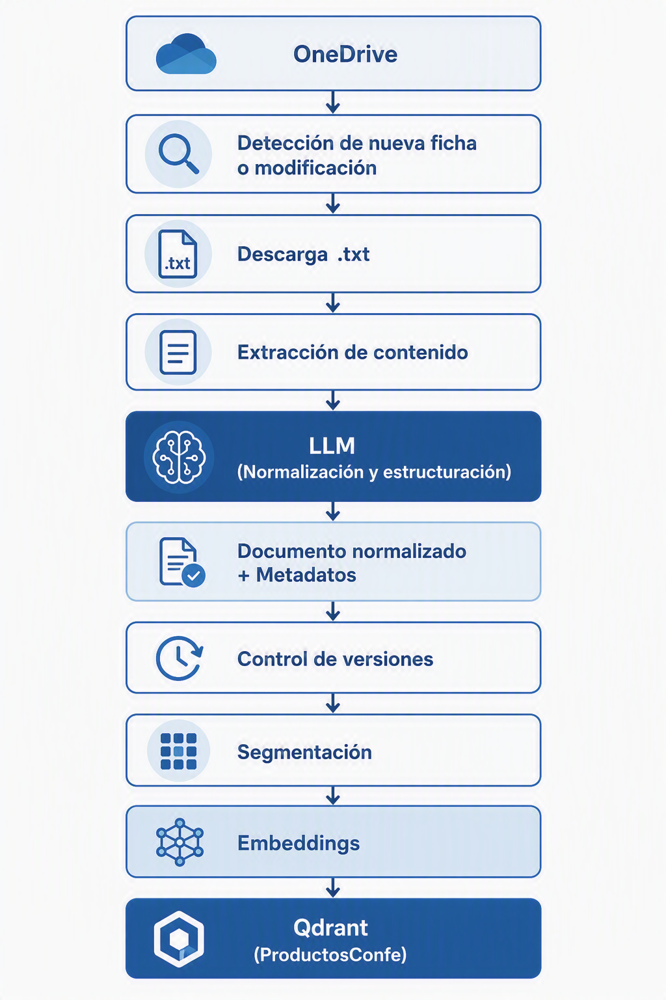 OneDrive
Detección de nueva ficha
o modificación
.txt
Descarga .txt
Extracción de contenido
LLM
(Normalización y estructuración)
Documento normalizado
+ Metadatos
Control de versiones
Segmentación
Embeddings
Qdrant
(ProductosConfe)